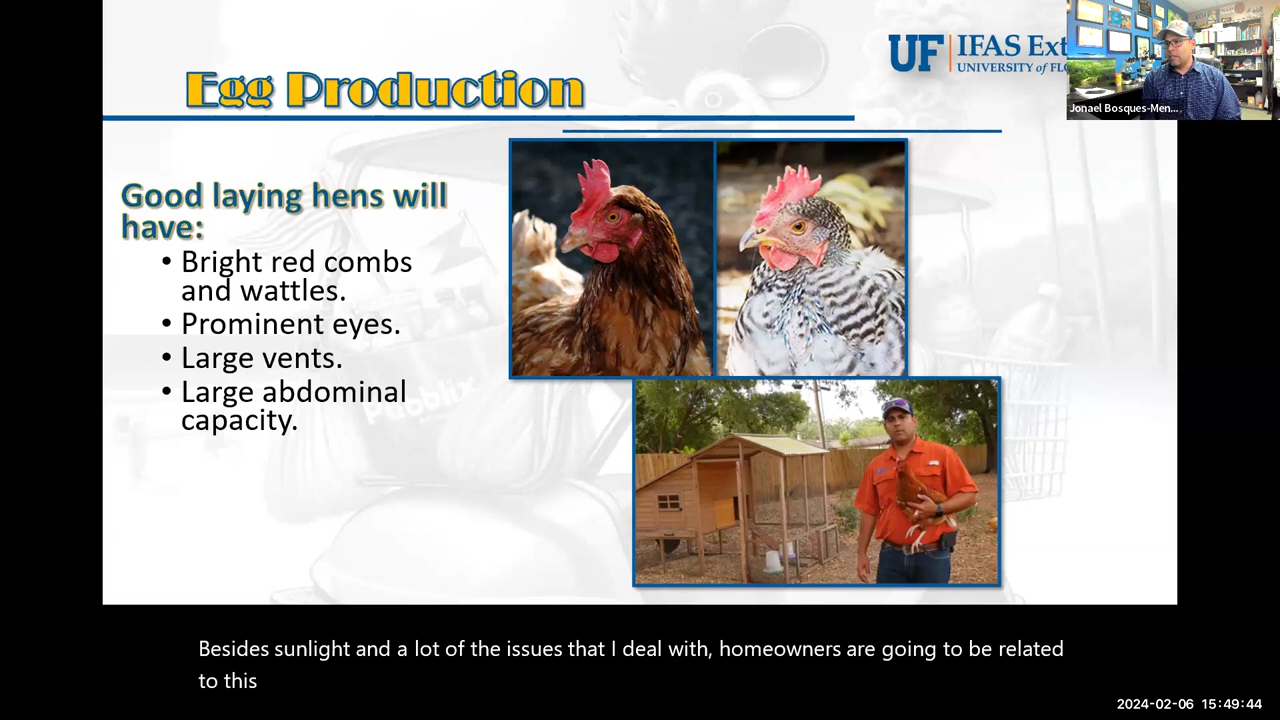 Egg Production
UF IFAS Ext
UNIVERSITY of FLO
Jonael Bosques-Men...
Good laying hens will
have:
• Bright red combs
and wattles.
• Prominent eyes.
• Large vents.
• Large abdominal
capacity.
Publix
Besides sunlight and a lot of the issues that I deal with, homeowners are going to be related
to this
2024-02-06 15:49:44